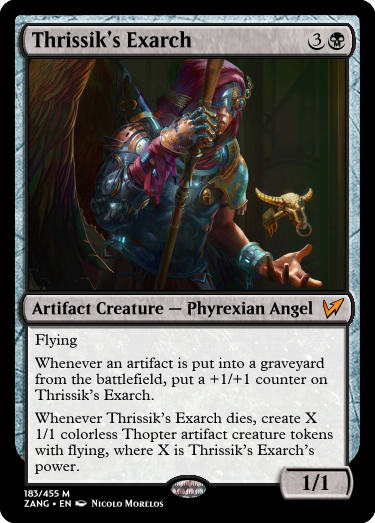 Thrissik's Exarch 3
Artifact Creature — Phyrexian Angel
Flying
Whenever an artifact is put into a graveyard
from the battlefield, put a +1/+1 counter on
Thrissik's Exarch.
Whenever Thrissik's Exarch dies, create X
1/1 colorless Thopter artifact creature tokens
with flying, where X is Thrissik's Exarch's
power.
1/1
183/455 M
ZANG • EN Nicolo Morelos